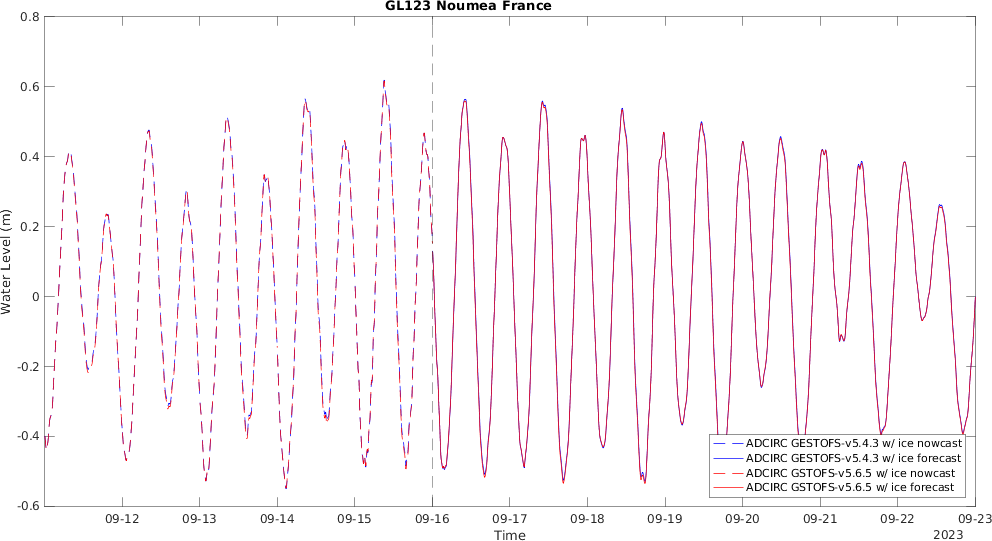 GL123 Noumea France
0.8
0.6
0.4
0.2
0
-0.2
-0.4
-0.6
Water Level (m)
ADCIRC GESTOFS-v5.4.3 w/ ice nowcast
ADCIRC GESTOFS-v5.4.3 w/ ice forecast
ADCIRC GSTOFS-v5.6.5 w/ ice nowcast
ADCIRC GSTOFS-v5.6.5 w/ ice forecast
09-12 09-13 09-14 09-15 09-16 09-17 09-18 09-19 09-20 09-21 09-22 09-23
Time
2023